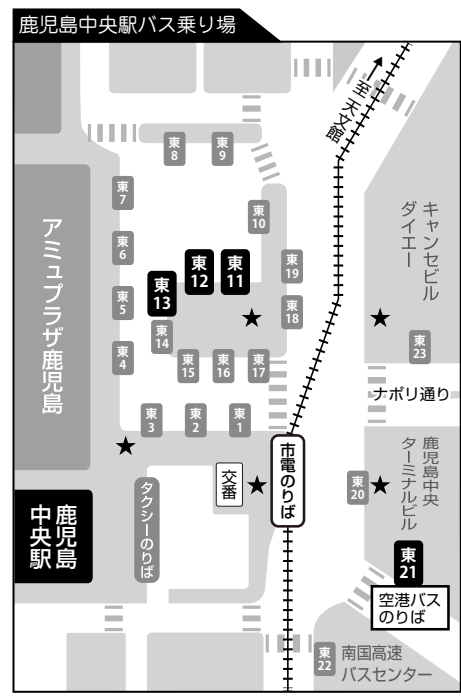 鹿児島中央駅バス乗り場
至 天文館
東8
東9
東7
東10
東6
東12
東11
東19
東13
東5
東18
東14
東4
東15
東16
東17
東3
東2
東1
アミュプラザ鹿児島
キャンセビル
ダイエー
東23
ナポリ通り
市電のりば
交番
タクシーのりば
鹿児島
中央駅
鹿児島中央
ターミナルビル
東20
東21
空港バス
のりば
東22
南国高速
バスセンター